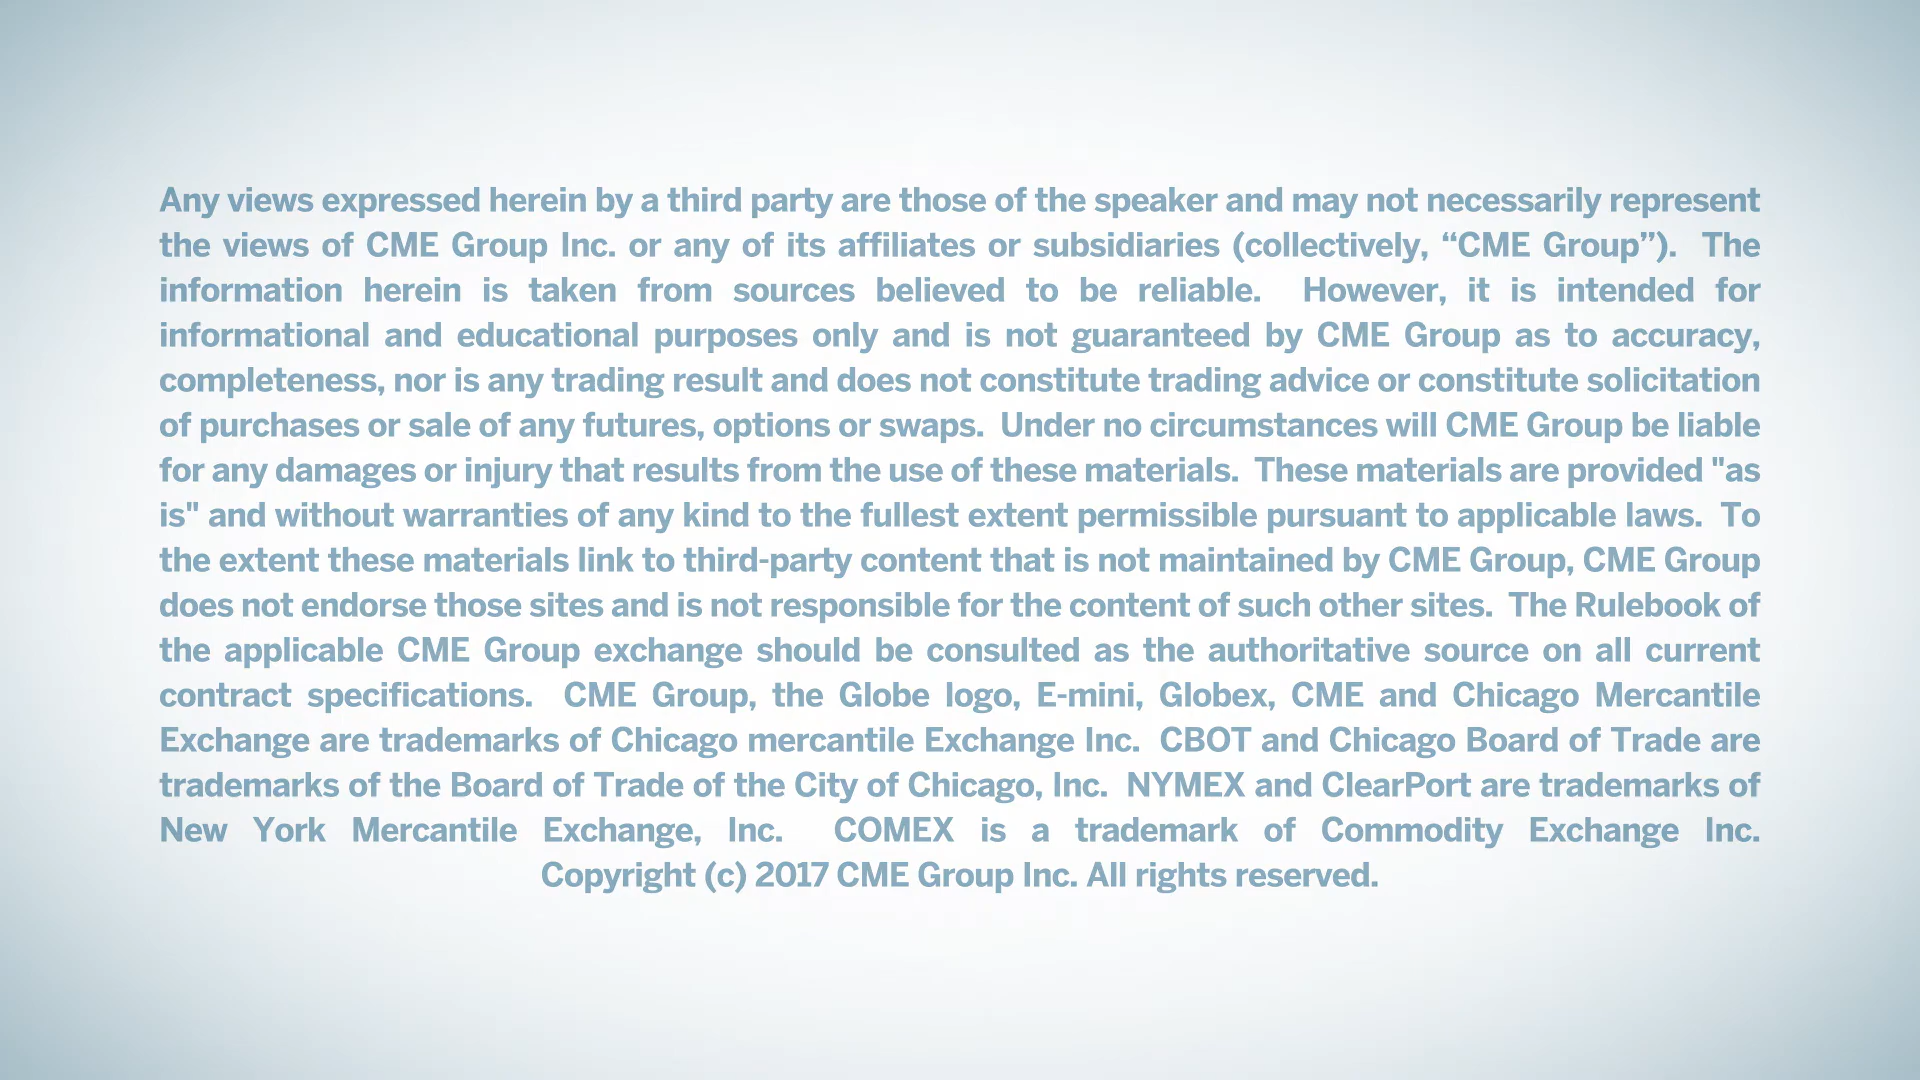 Any views expressed herein by a third party are those of the speaker and may not necessarily represent
the views of CME Group Inc. or any of its affiliates or subsidiaries (collectively, “CME Group”).  The
information herein is taken from sources believed to be reliable.  However, it is intended for
informational and educational purposes only and is not guaranteed by CME Group as to accuracy,
completeness, nor is any trading result and does not constitute trading advice or constitute solicitation
of purchases or sale of any futures, options or swaps.  Under no circumstances will CME Group be liable
for any damages or injury that results from the use of these materials.  These materials are provided "as
is" and without warranties of any kind to the fullest extent permissible pursuant to applicable laws.  To
the extent these materials link to third-party content that is not maintained by CME Group, CME Group
does not endorse those sites and is not responsible for the content of such other sites.  The Rulebook of
the applicable CME Group exchange should be consulted as the authoritative source on all current
contract specifications.  CME Group, the Globe logo, E-mini, Globex, CME and Chicago Mercantile
Exchange are trademarks of Chicago mercantile Exchange Inc.  CBOT and Chicago Board of Trade are
trademarks of the Board of Trade of the City of Chicago, Inc.  NYMEX and ClearPort are trademarks of
New York Mercantile Exchange, Inc.  COMEX is a trademark of Commodity Exchange Inc.
Copyright (c) 2017 CME Group Inc. All rights reserved.